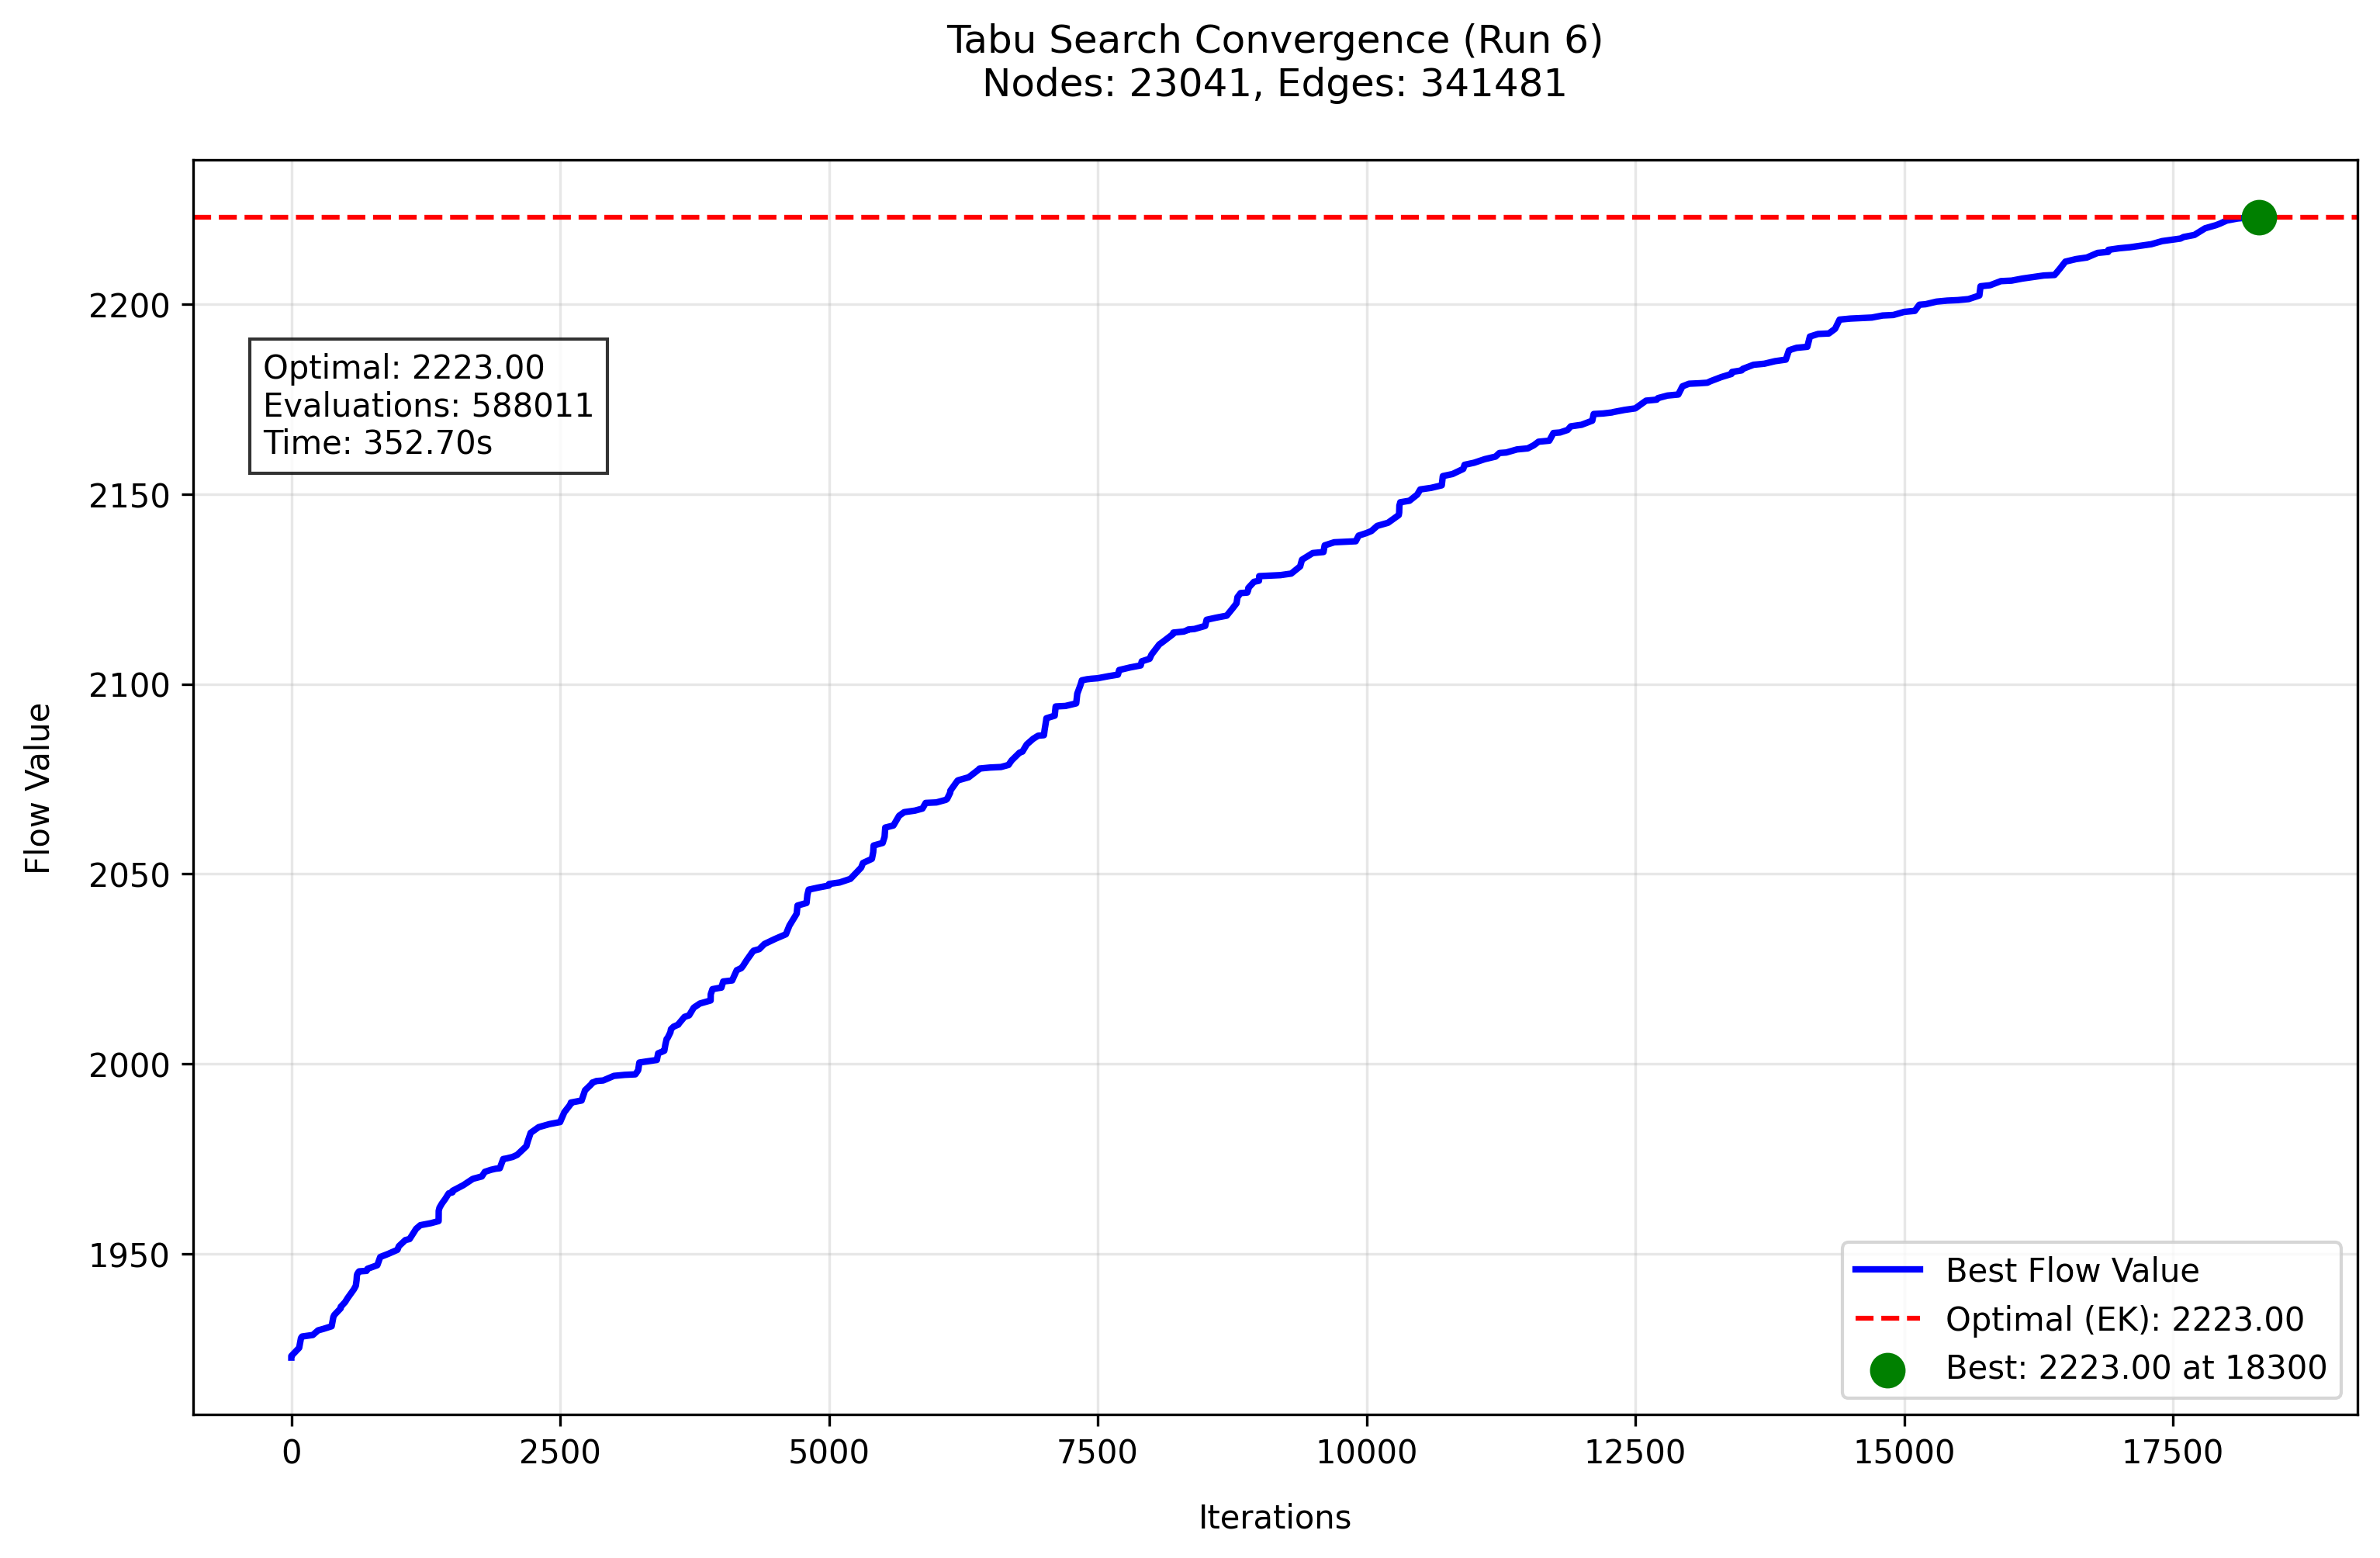 Tabu Search Convergence (Run 6)
Nodes: 23041, Edges: 341481
Flow Value
2200
2150
2100
2050
2000
1950
Optimal: 2223.00
Evaluations: 588011
Time: 352.70s
Best Flow Value
Optimal (EK): 2223.00
Best: 2223.00 at 18300
0 2500 5000 7500 10000 12500 15000 17500
Iterations